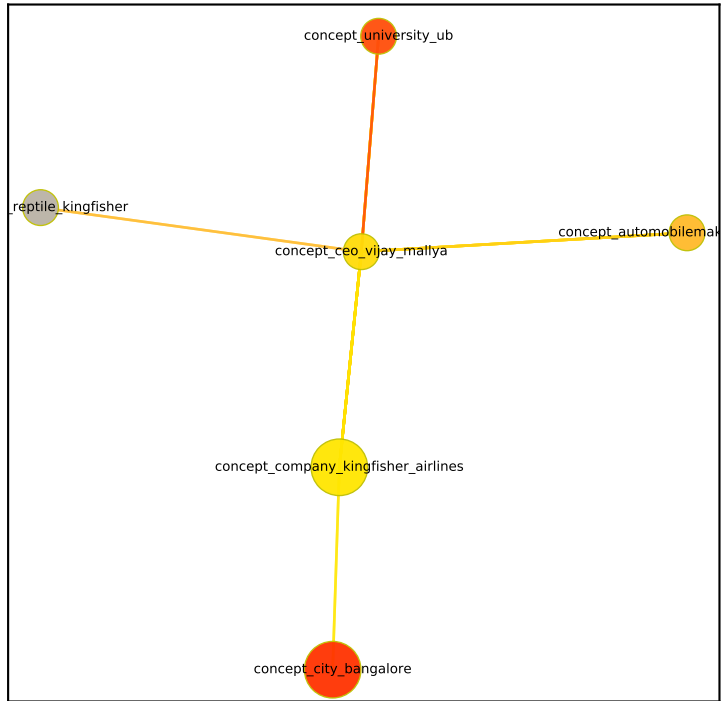 concept_university_ub
_reptile_kingfisher
concept_automobilemak
concept_ceo_vijay_mallya
concept_company_kingfisher_airlines
concept_city_bangalore